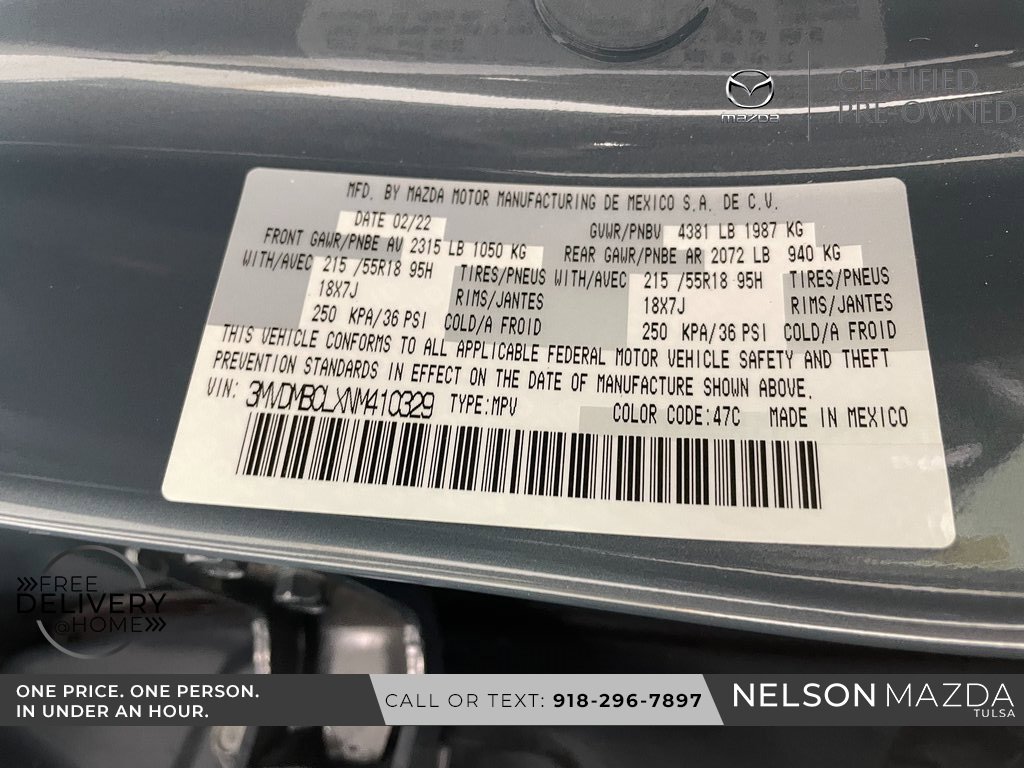 mazda
CERTIFIED
PRE-OWNED
MFD. BY MAZDA MOTOR MANUFACTURING DE MEXICO S.A. DE C.V.
DATE 02/22 GVWR/PNBV 4381 LB 1987 KG
FRONT GAWR/PNBE AV 2315 LB 1050 KG REAR GAWR/PNBE AR 2072 LB 940 KG
WITH/AVEC 215 /55R18 95H TIRES/PNEUS WITH/AVEC 215 /55R18 95H TIRES/PNEUS
18X7J RIMS/JANTES 18X7J RIMS/JANTES
250 KPA/36 PSI COLD/A FROID 250 KPA/36 PSI COLD/A FROID
THIS VEHICLE CONFORMS TO ALL APPLICABLE FEDERAL MOTOR VEHICLE SAFETY AND THEFT
PREVENTION STANDARDS IN EFFECT ON THE DATE OF MANUFACTURE SHOWN ABOVE.
VIN: 3MVDMBCLXNM410329 TYPE:MPV COLOR CODE:47C MADE IN MEXICO
FREE
DELIVERY
@HOME
ONE PRICE. ONE PERSON.
IN UNDER AN HOUR.
CALL OR TEXT: 918-296-7897
NELSON MAZDA
TULSA